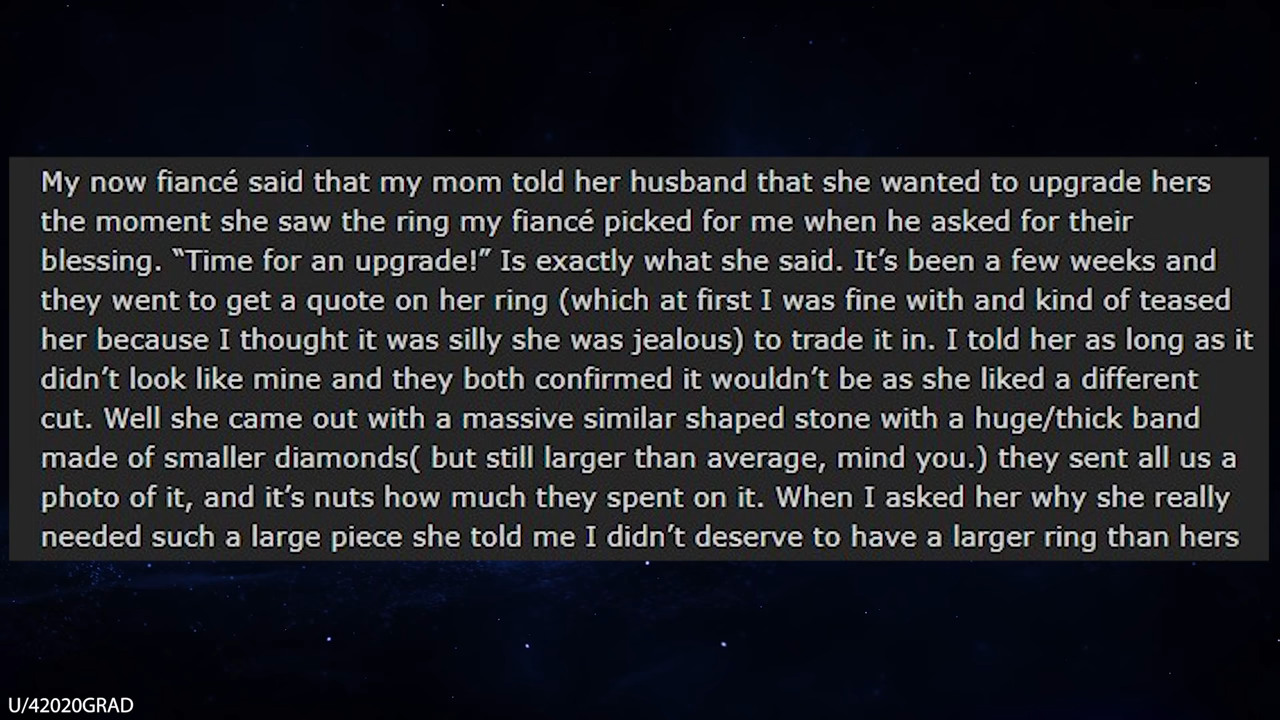 My now fiancé said that my mom told her husband that she wanted to upgrade hers
the moment she saw the ring my fiancé picked for me when he asked for their
blessing. “Time for an upgrade!” Is exactly what she said. It’s been a few weeks and
they went to get a quote on her ring (which at first I was fine with and kind of teased
her because I thought it was silly she was jealous) to trade it in. I told her as long as it
didn’t look like mine and they both confirmed it wouldn’t be as she liked a different
cut. Well she came out with a massive similar shaped stone with a huge/thick band
made of smaller diamonds( but still larger than average, mind you.) they sent all us a
photo of it, and it’s nuts how much they spent on it. When I asked her why she really
needed such a large piece she told me I didn’t deserve to have a larger ring than hers
U/42020GRAD